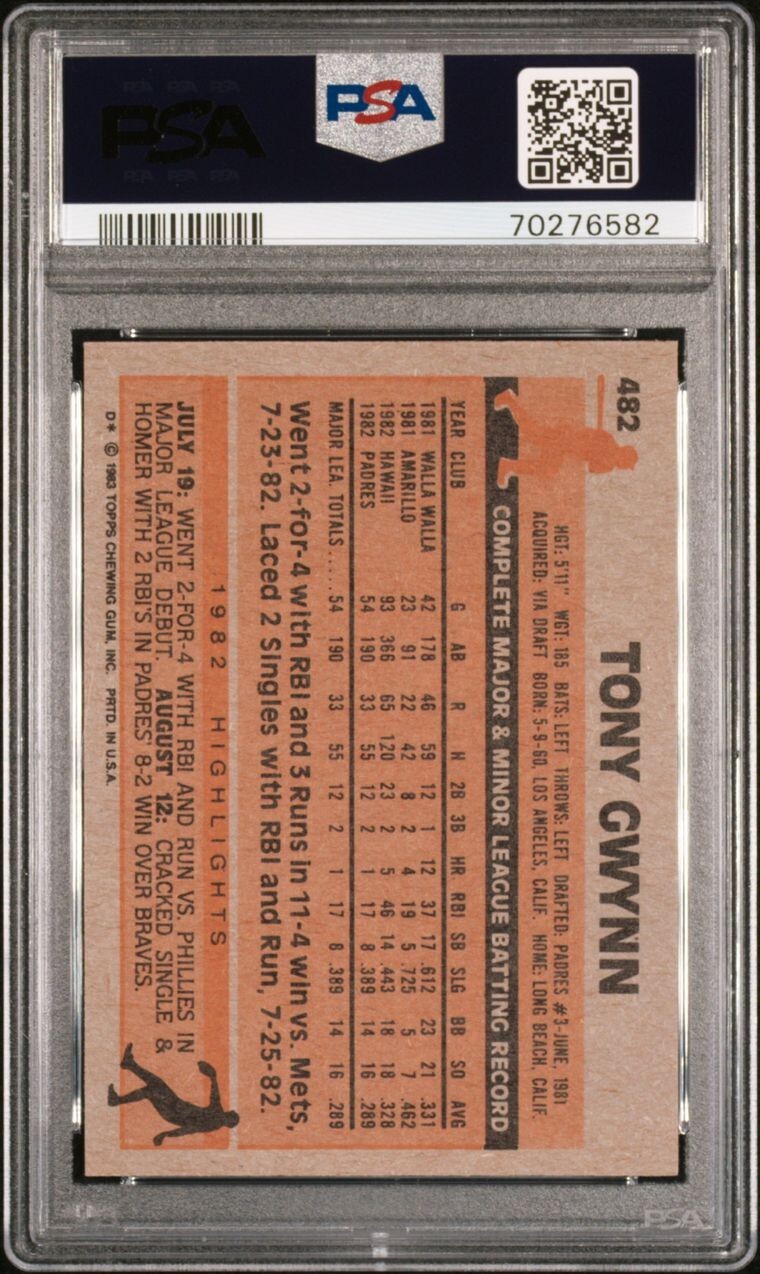 PSA PSA PSA
PSA
PSA PSA PSA
PSA
70276582
482
TONY GWYNN
HGT: 5'11" WGT: 185 BATS: LEFT THROWS: LEFT DRAFTED: PADRES #3-JUNE, 1981
ACQUIRED: VIA DRAFT BORN: 5-9-60, LOS ANGELES, CALIF. HOME: LONG BEACH, CALIF.
COMPLETE MAJOR & MINOR LEAGUE BATTING RECORD
YEAR CLUB G AB R H 2B 3B HR RBI SB SLG BB SO AVG
1981 WALLA WALLA 42 178 46 59 12 1 12 37 17 .612 23 21 .331
1981 AMARILLO 23 91 22 42 8 2 4 19 5 .725 5 7 .462
1982 HAWAII 93 366 65 120 23 2 5 46 14 .443 18 18 .328
1982 PADRES 54 190 33 55 12 2 1 17 8 .389 14 16 .289
MAJOR LEA. TOTALS ..... 54 190 33 55 12 2 1 17 8 .389 14 16 .289
Went 2-for-4 with RBI and 3 Runs in 11-4 win vs. Mets,
7-23-82. Laced 2 Singles with RBI and Run, 7-25-82.
1982 HIGHLIGHTS
JULY 19: WENT 2-FOR-4 WITH RBI AND RUN VS. PHILLIES IN
MAJOR LEAGUE DEBUT. AUGUST 12: CRACKED SINGLE &
HOMER WITH 2 RBI'S IN PADRES' 8-2 WIN OVER BRAVES.
D* © 1983 TOPPS CHEWING GUM, INC. PRTD. IN U.S.A.
PSA